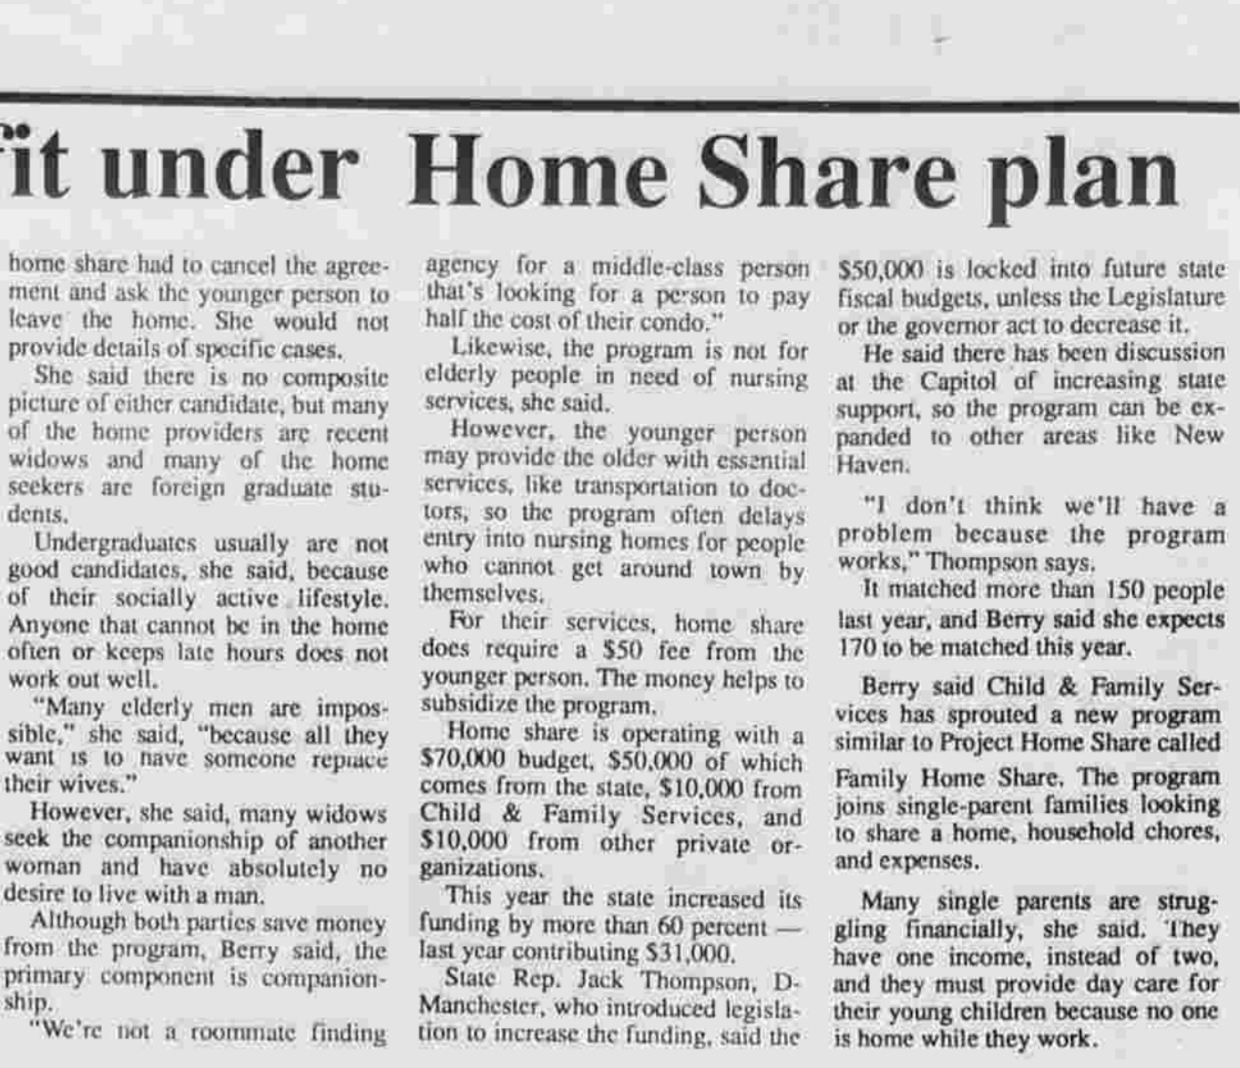 fit under Home Share plan
home share had to cancel the agree-
ment and ask the younger person to
leave the home. She would not
provide details of specific cases.
She said there is no composite
picture of either candidate, but many
of the home providers are recent
widows and many of the home
seekers are foreign graduate stu-
dents.
Undergraduates usually are not
good candidates, she said, because
of their socially active lifestyle.
Anyone that cannot be in the home
often or keeps late hours does not
work out well.
"Many elderly men are impos-
sible," she said, "because all they
want is to have someone replace
their wives."
However, she said, many widows
seek the companionship of another
woman and have absolutely no
desire to live with a man.
Although both parties save money
from the program, Berry said, the
primary component is companion-
ship.
"We're not a roommate finding
agency for a middle-class person
that's looking for a person to pay
half the cost of their condo."
Likewise, the program is not for
elderly people in need of nursing
services, she said.
However, the younger person
may provide the older with essential
services, like transportation to doc-
tors, so the program often delays
entry into nursing homes for people
who cannot get around town by
themselves.
For their services, home share
does require a $50 fee from the
younger person. The money helps to
subsidize the program.
Home share is operating with a
$70,000 budget, $50,000 of which
comes from the state, $10,000 from
Child & Family Services, and
$10,000 from other private or-
ganizations.
This year the state increased its
funding by more than 60 percent —
last year contributing $31,000.
State Rep. Jack Thompson, D-
Manchester, who introduced legisla-
tion to increase the funding, said the
$50,000 is locked into future state
fiscal budgets, unless the Legislature
or the governor act to decrease it.
He said there has been discussion
at the Capitol of increasing state
support, so the program can be ex-
panded to other areas like New
Haven.
"I don't think we'll have a
problem because the program
works," Thompson says.
It matched more than 150 people
last year, and Berry said she expects
170 to be matched this year.
Berry said Child & Family Ser-
vices has sprouted a new program
similar to Project Home Share called
Family Home Share. The program
joins single-parent families looking
to share a home, household chores,
and expenses.
Many single parents are strug-
gling financially, she said. They
have one income, instead of two,
and they must provide day care for
their young children because no one
is home while they work.